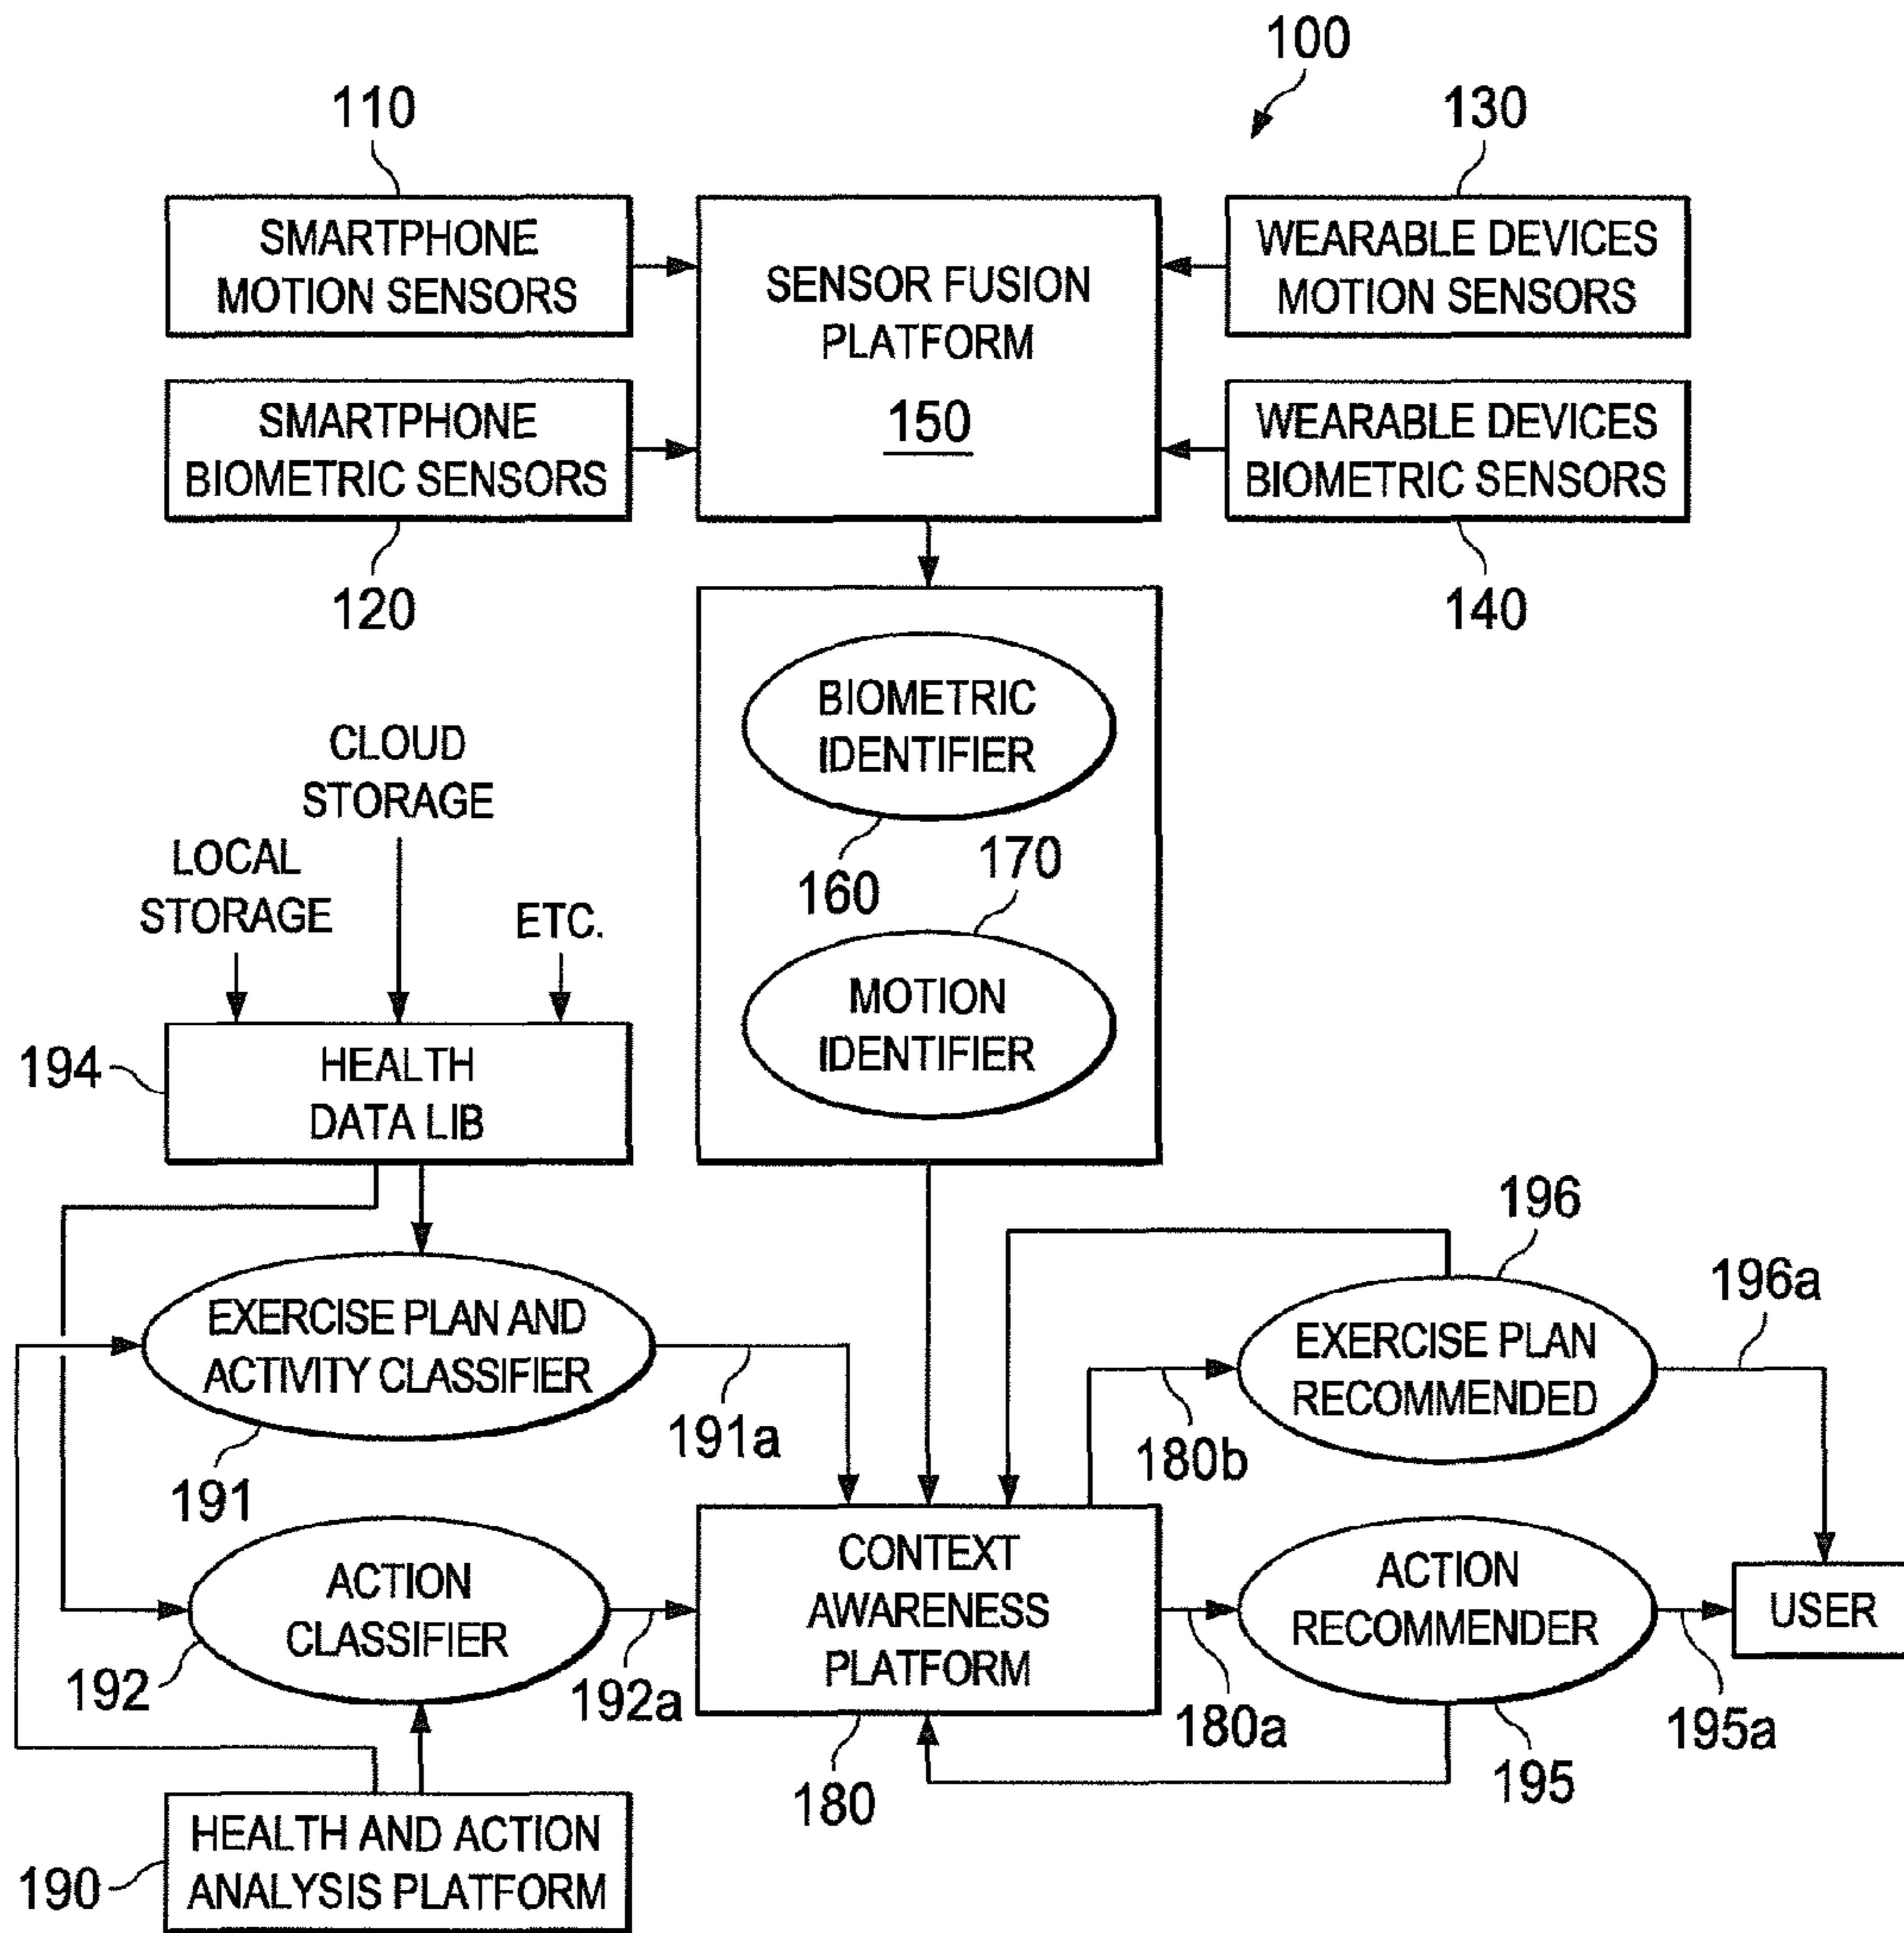 100
110
130
SMARTPHONE
MOTION SENSORS
SENSOR FUSION
PLATFORM
150
WEARABLE DEVICES
MOTION SENSORS
SMARTPHONE
BIOMETRIC SENSORS
WEARABLE DEVICES
BIOMETRIC SENSORS
120
140
BIOMETRIC
IDENTIFIER
160
170
MOTION
IDENTIFIER
CLOUD
STORAGE
LOCAL
STORAGE
ETC.
194
HEALTH
DATA LIB
196
196a
EXERCISE PLAN AND
ACTIVITY CLASSIFIER
191a
191
EXERCISE PLAN
RECOMMENDED
180b
ACTION
CLASSIFIER
192
192a
CONTEXT
AWARENESS
PLATFORM
180
180a
ACTION
RECOMMENDER
195
195a
USER
190
HEALTH AND ACTION
ANALYSIS PLATFORM